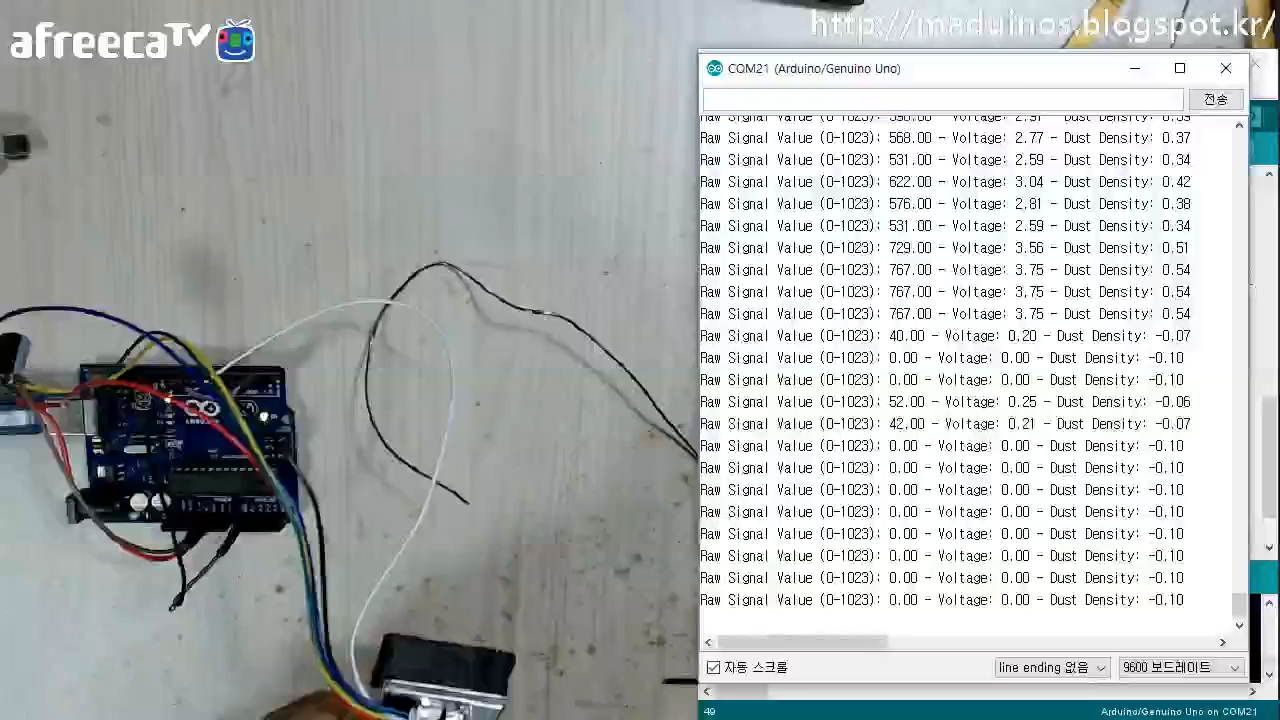 afreecaTV
http://maduinos.blogspot.kr/
COM21 (Arduino/Genuino Uno)
전송
Raw Signal Value (0-1023): 568.00 - Voltage: 2.77 - Dust Density: 0.37
Raw Signal Value (0-1023): 531.00 - Voltage: 2.59 - Dust Density: 0.34
Raw Signal Value (0-1023): 622.00 - Voltage: 3.04 - Dust Density: 0.42
Raw Signal Value (0-1023): 576.00 - Voltage: 2.81 - Dust Density: 0.38
Raw Signal Value (0-1023): 531.00 - Voltage: 2.59 - Dust Density: 0.34
Raw Signal Value (0-1023): 729.00 - Voltage: 3.56 - Dust Density: 0.51
Raw Signal Value (0-1023): 767.00 - Voltage: 3.75 - Dust Density: 0.54
Raw Signal Value (0-1023): 767.00 - Voltage: 3.75 - Dust Density: 0.54
Raw Signal Value (0-1023): 767.00 - Voltage: 3.75 - Dust Density: 0.54
Raw Signal Value (0-1023): 40.00 - Voltage: 0.20 - Dust Density: -0.07
Raw Signal Value (0-1023): 0.00 - Voltage: 0.00 - Dust Density: -0.10
Raw Signal Value (0-1023): 0.00 - Voltage: 0.00 - Dust Density: -0.10
Raw Signal Value (0-1023): 52.00 - Voltage: 0.25 - Dust Density: -0.06
Raw Signal Value (0-1023): 42.00 - Voltage: 0.21 - Dust Density: -0.07
Raw Signal Value (0-1023): 0.00 - Voltage: 0.00 - Dust Density: -0.10
Raw Signal Value (0-1023): 0.00 - Voltage: 0.00 - Dust Density: -0.10
Raw Signal Value (0-1023): 0.00 - Voltage: 0.00 - Dust Density: -0.10
Raw Signal Value (0-1023): 0.00 - Voltage: 0.00 - Dust Density: -0.10
Raw Signal Value (0-1023): 0.00 - Voltage: 0.00 - Dust Density: -0.10
Raw Signal Value (0-1023): 0.00 - Voltage: 0.00 - Dust Density: -0.10
Raw Signal Value (0-1023): 0.00 - Voltage: 0.00 - Dust Density: -0.10
Raw Signal Value (0-1023): 0.00 - Voltage: 0.00 - Dust Density: -0.10
자동 스크롤
line ending 없음
9600 보드레이트
49
Arduino/Genuino Uno on COM21